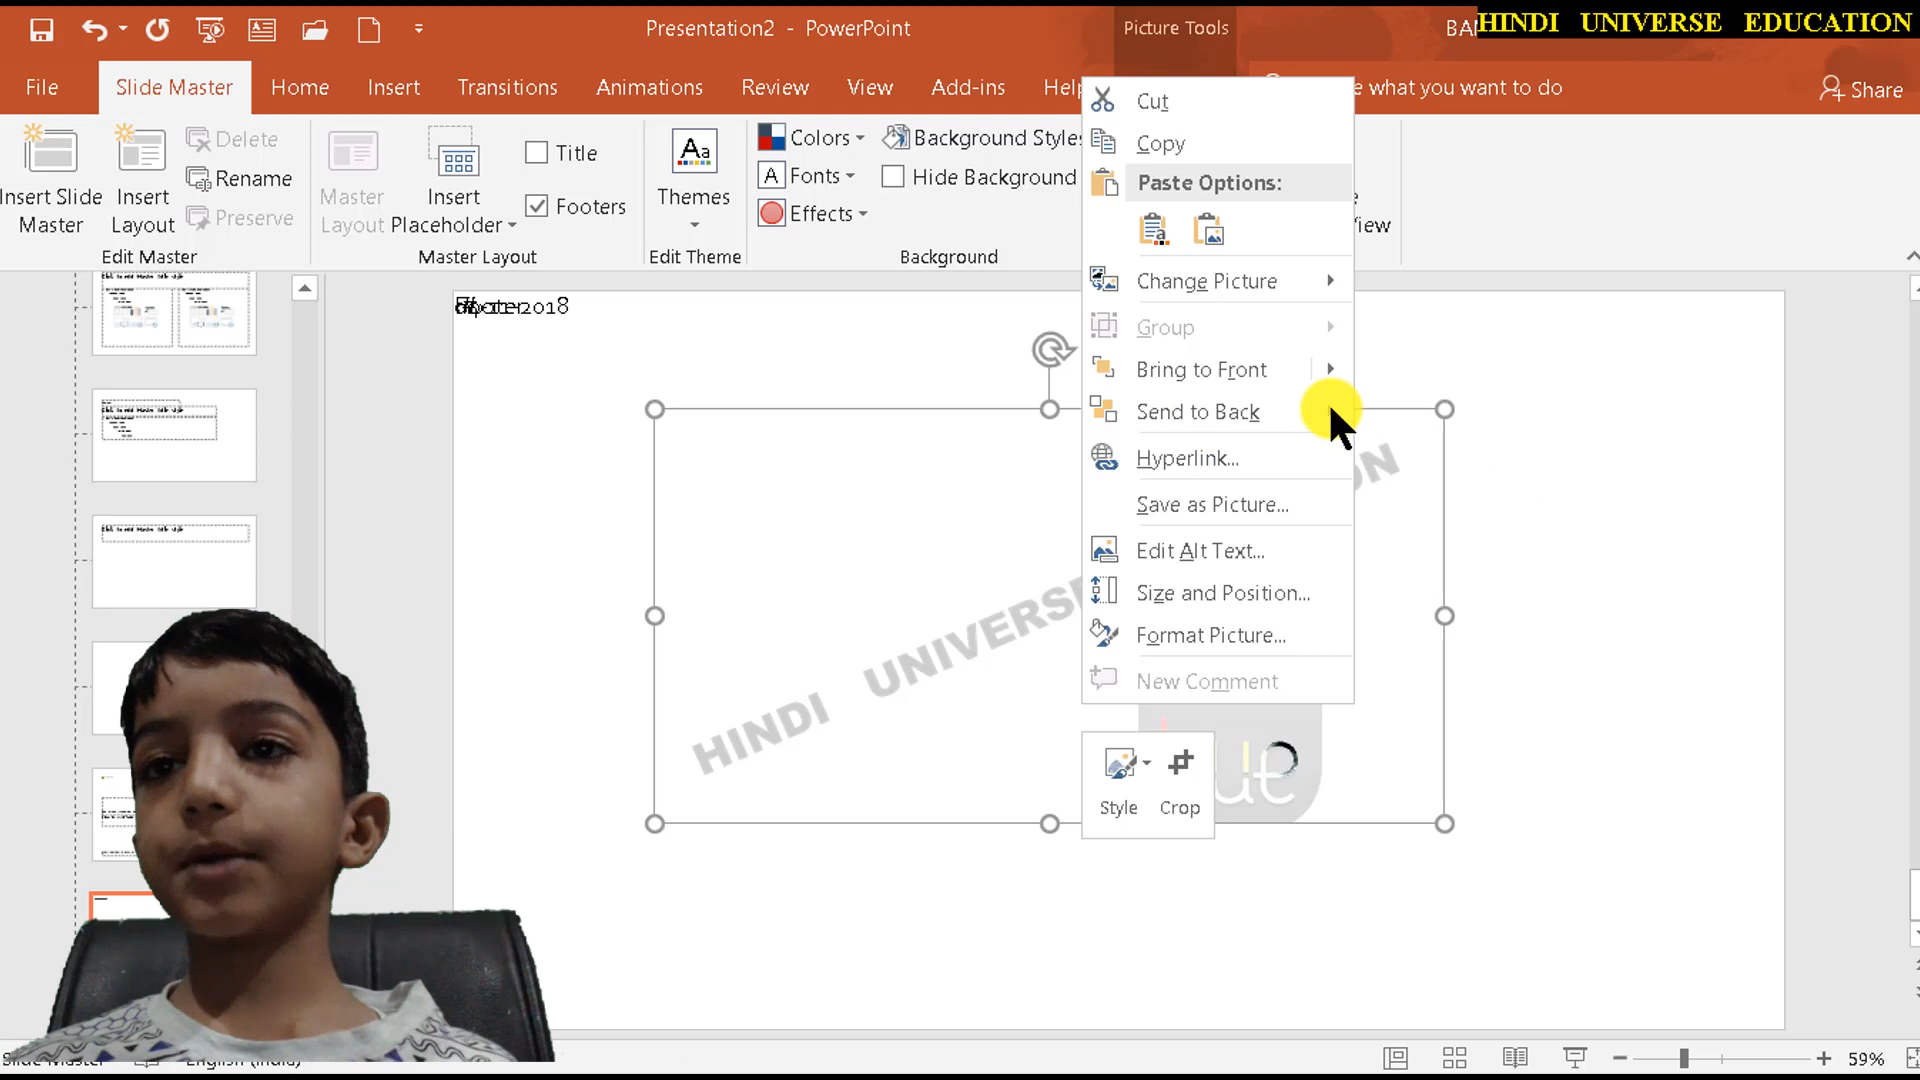 Presentation2 - PowerPoint
Picture Tools
HINDI UNIVERSE EDUCATION
File
Slide Master
Home
Insert
Transitions
Animations
Review
View
Add-ins
what you want to do
Share
Insert Slide Master
Insert Layout
Delete
Rename
Preserve
Edit Master
Master Layout
Insert Placeholder
Title
Footers
Master Layout
Themes
Edit Theme
Colors
Fonts
Effects
Background Styles
Hide Background
Background
Cut
Copy
Paste Options:
Change Picture
Group
Bring to Front
Send to Back
Hyperlink...
Save as Picture...
Edit Alt Text...
Size and Position...
Format Picture...
New Comment
Style
Crop
HINDI UNIVERSE
59%